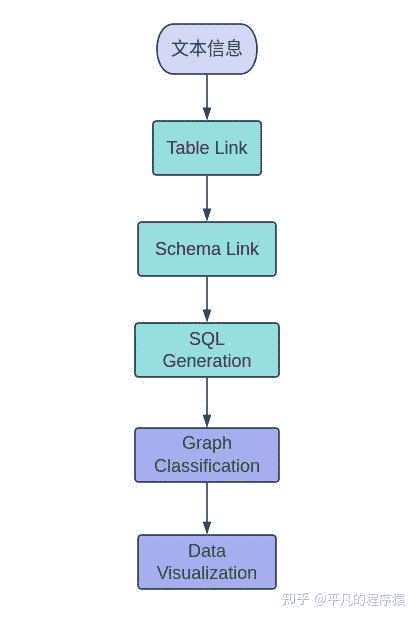 文本信息
Table Link
Schema Link
SQL
Generation
Graph
Classification
Data
Visualization
知乎 @平凡的程序猿